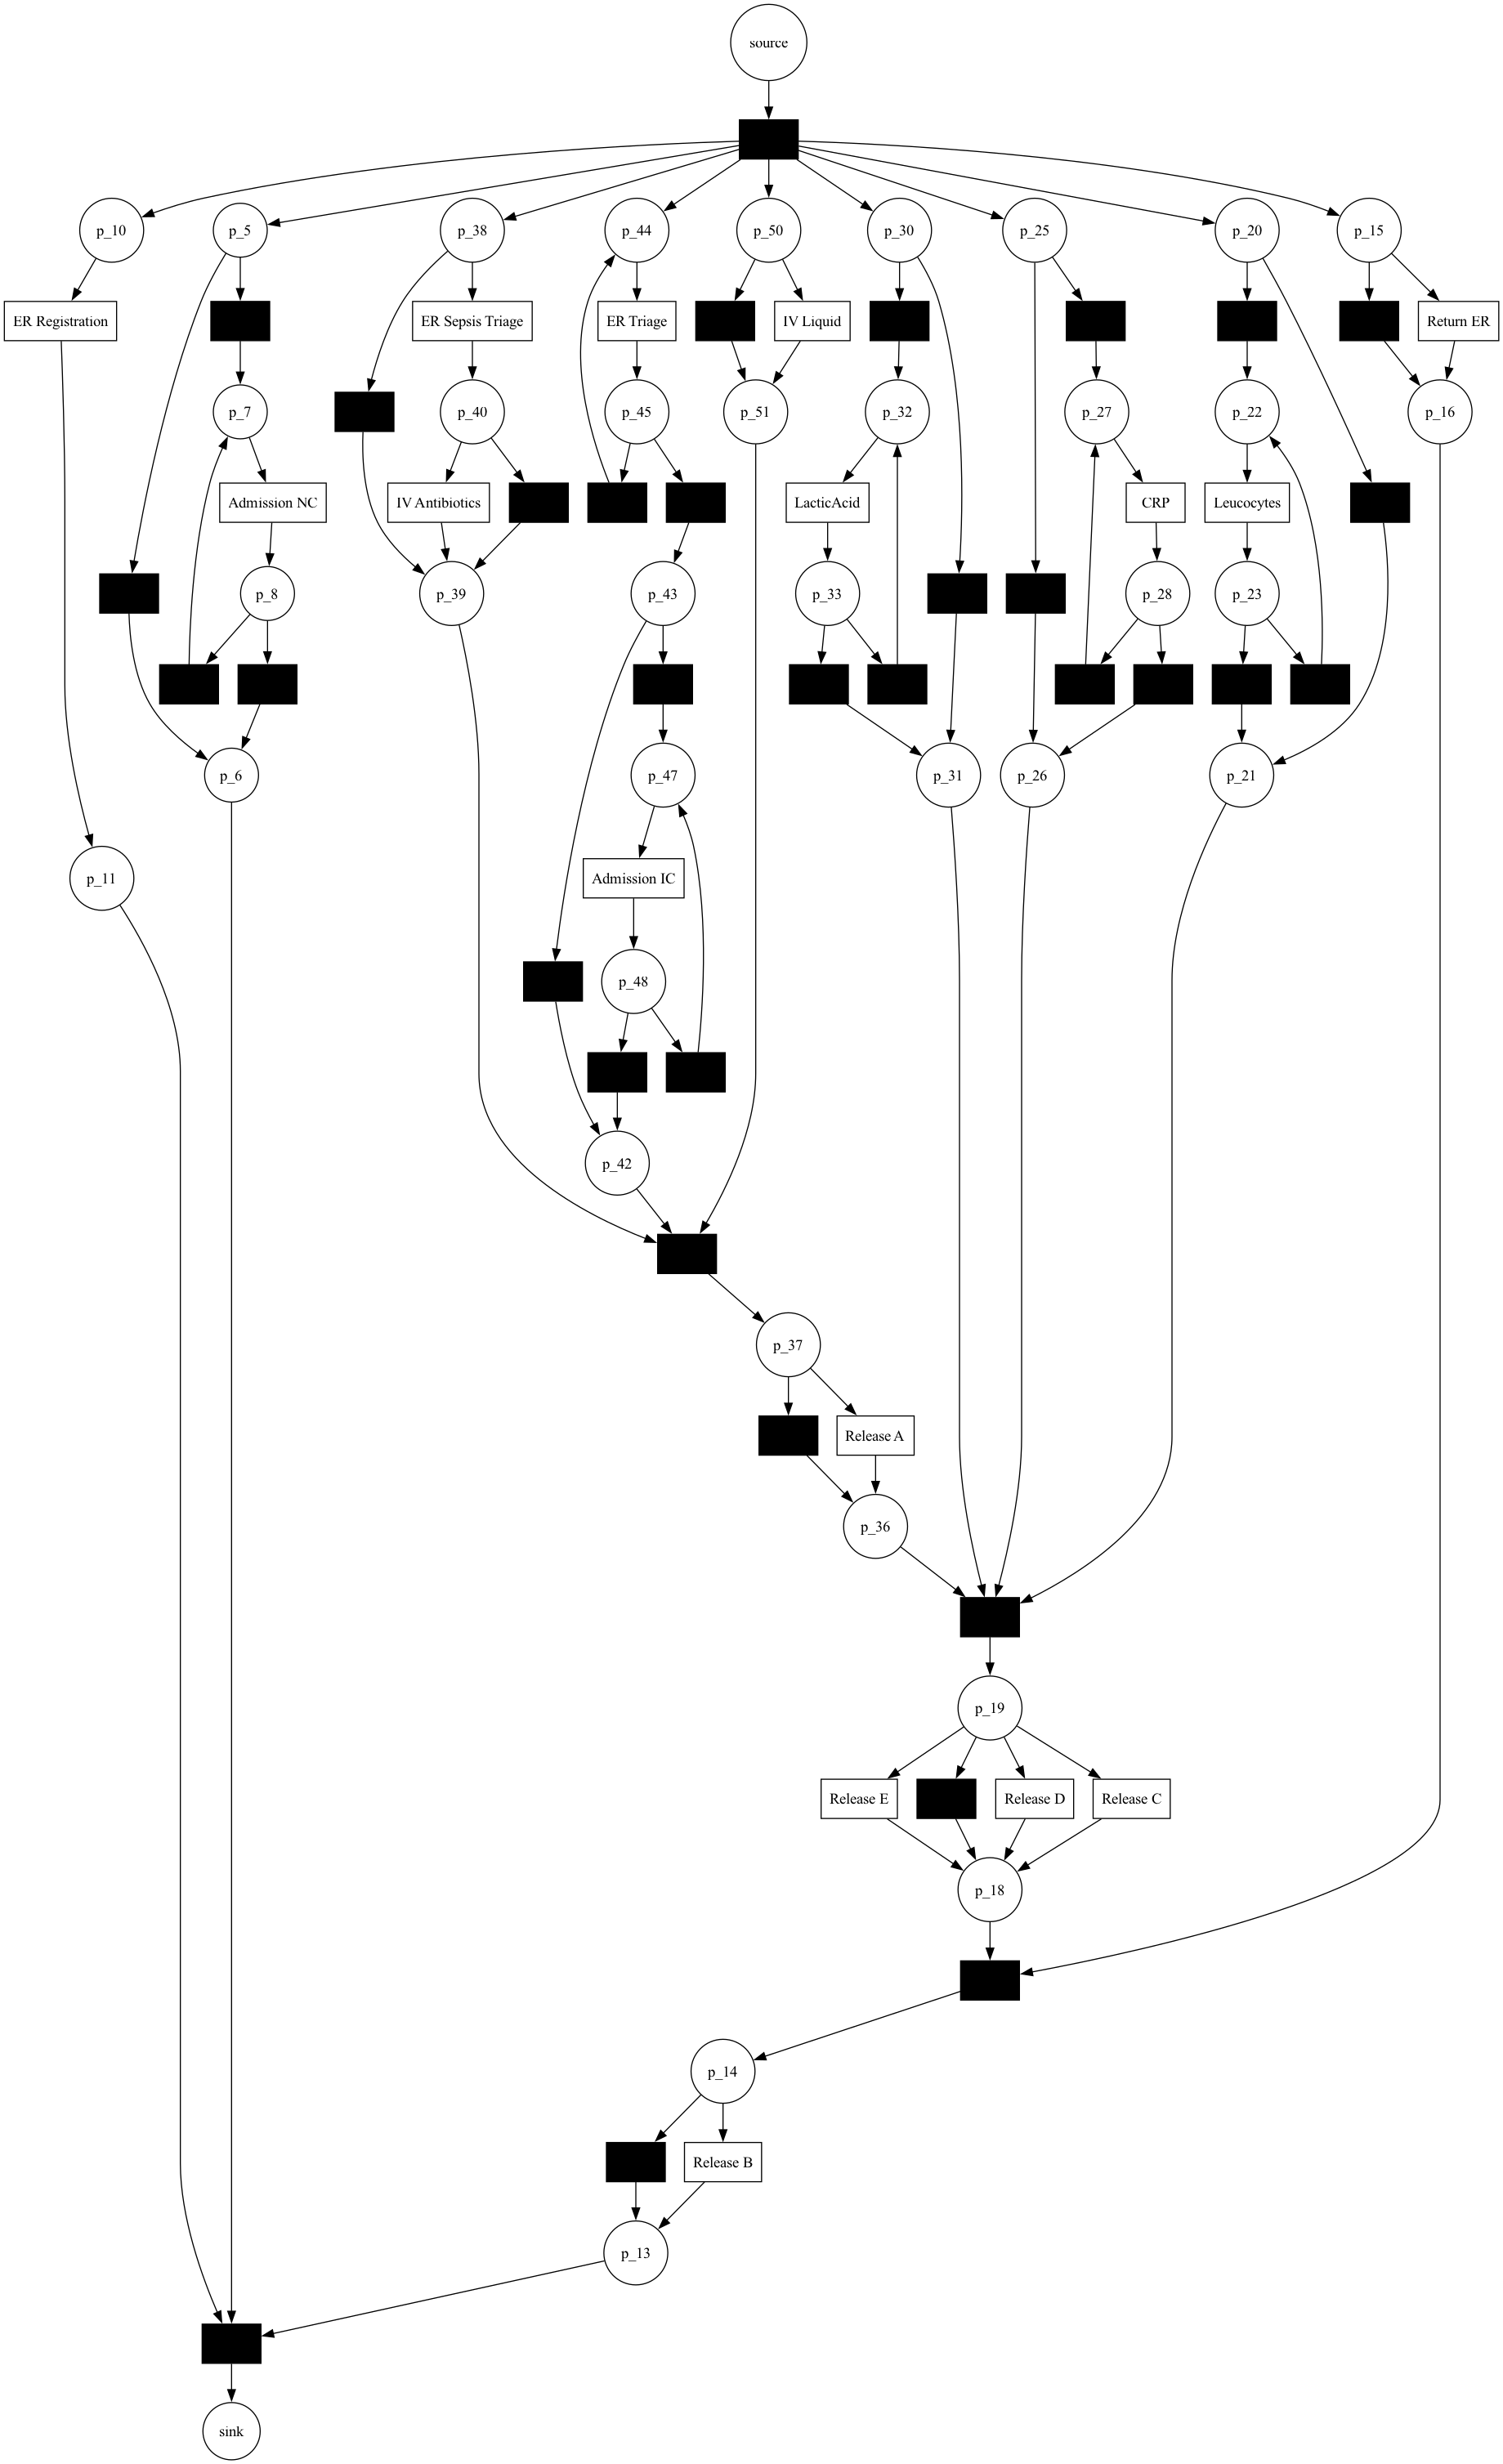 source
p_10
p_5
p_38
p_44
p_50
p_30
p_25
p_20
p_15
ER Registration
ER Sepsis Triage
ER Triage
IV Liquid
Return ER
p_7
p_40
p_45
p_51
p_32
p_27
p_22
p_16
Admission NC
IV Antibiotics
LacticAcid
CRP
Leucocytes
p_8
p_39
p_43
p_33
p_28
p_23
p_6
p_47
p_31
p_26
p_21
p_11
Admission IC
p_48
p_42
p_37
Release A
p_36
p_19
Release E
Release D
Release C
p_18
p_14
Release B
p_13
sink